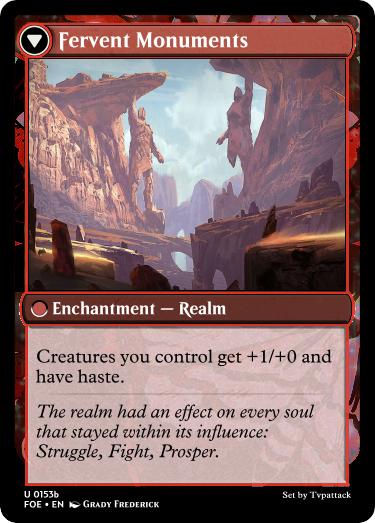 Fervent Monuments
Enchantment — Realm
Creatures you control get +1/+0 and
have haste.
The realm had an effect on every soul
that stayed within its influence:
Struggle, Fight, Prosper.
U 0153b
FOE • EN Grady Frederick
Set by Tvpattack